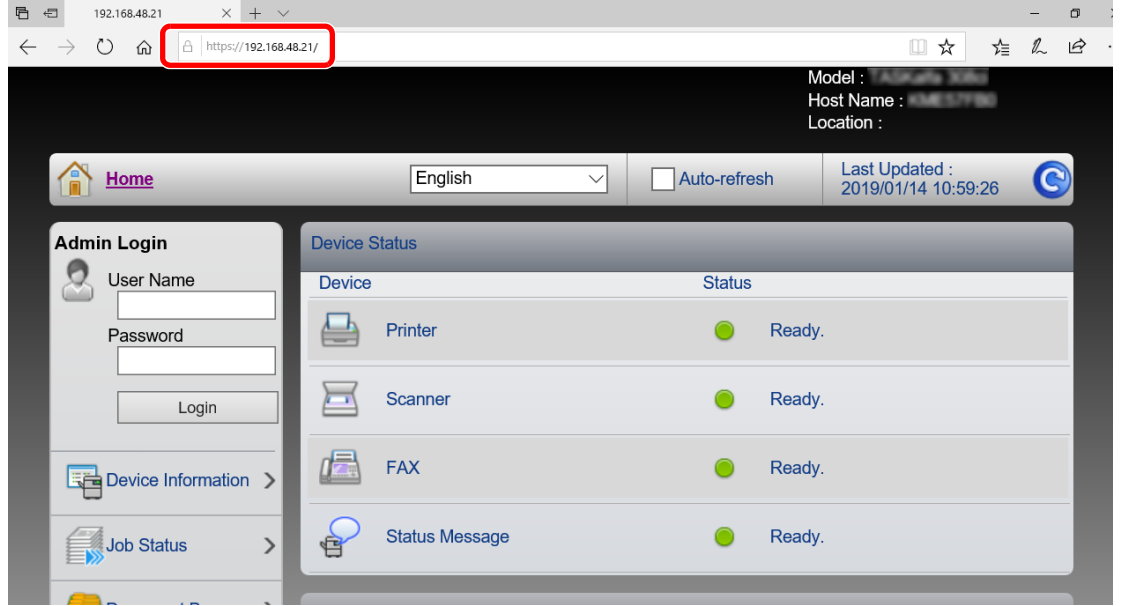 192.168.48.21
https://192.168.48.21/
Model :
Host Name :
Location :
Home
English
Auto-refresh
Last Updated :
2019/01/14 10:59:26
Admin Login
User Name
Password
Login
Device Information
Job Status
Device Status
Device Status
Printer Ready.
Scanner Ready.
FAX Ready.
Status Message Ready.